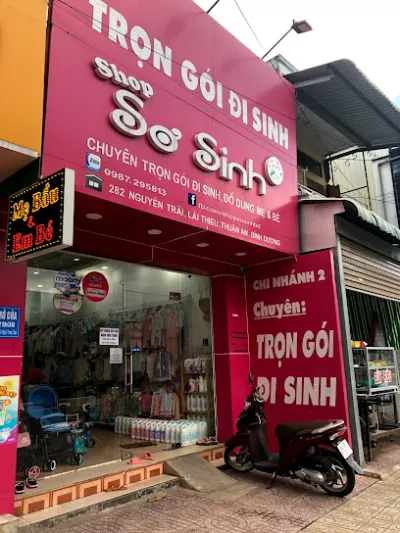 TRỌN GÓI ĐI SINH
Shop
Sơ Sinh
CHUYÊN TRỌN GÓI ĐI SINH, ĐỒ DÙNG MẸ & BÉ
0987.295813
282 NGUYỄN TRÃI, LÁI THIÊU, THUẬN AN, BÌNH DƯƠNG
Mẹ Bầu
&
Em Bé
CHI NHÁNH 2
Chuyên:
TRỌN GÓI
ĐI SINH